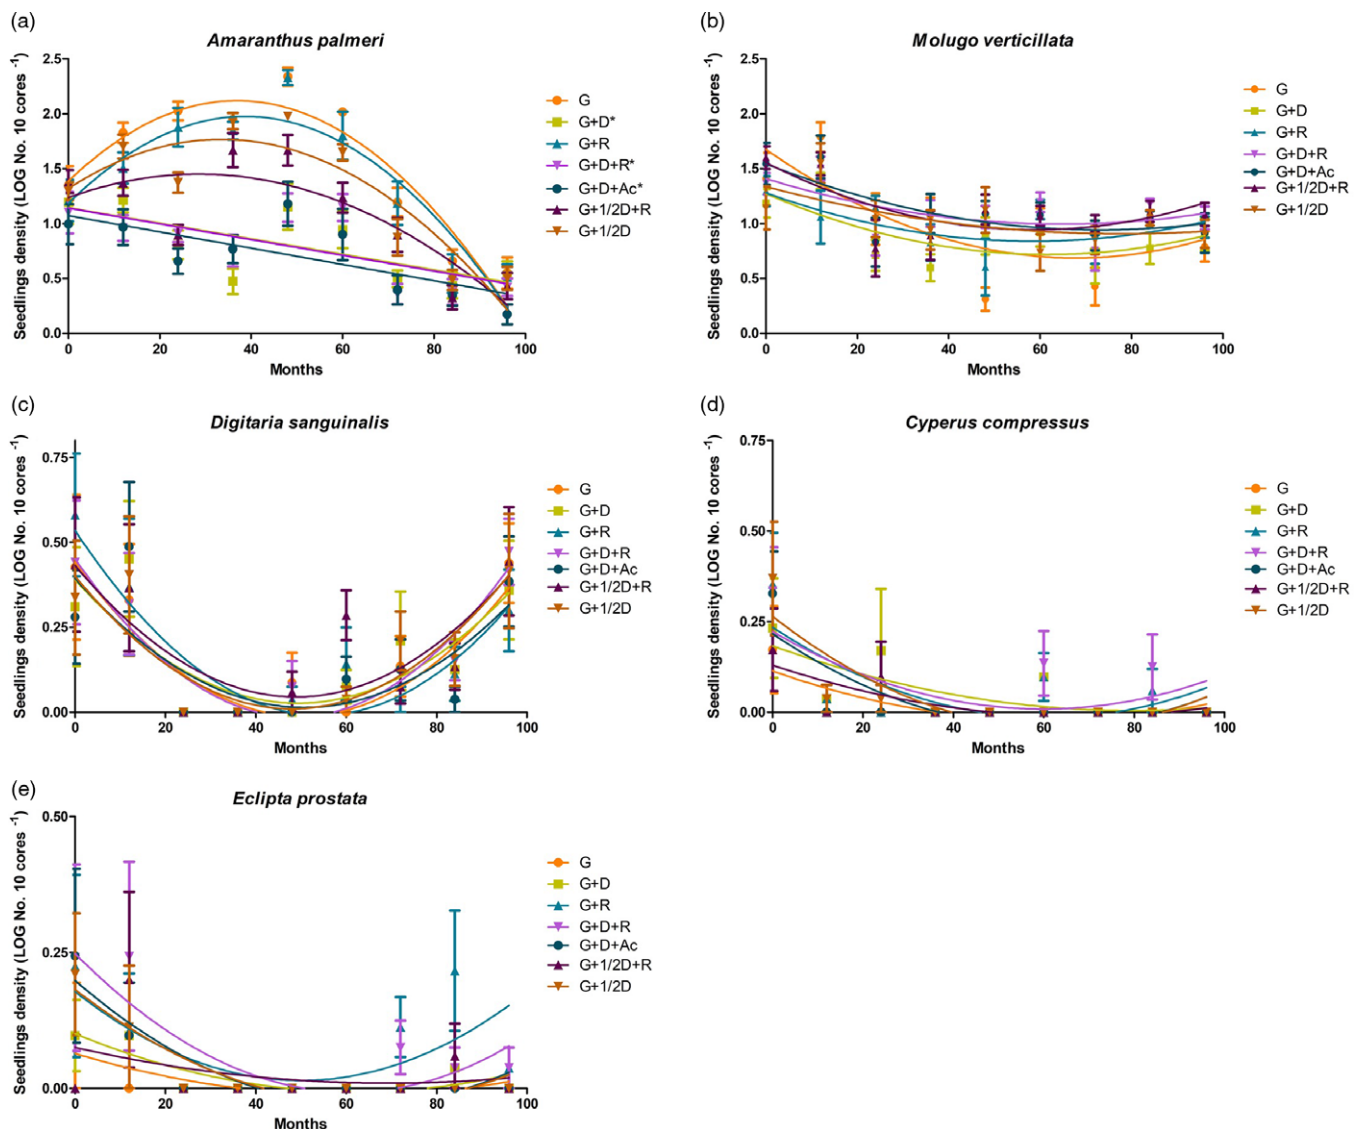 (a)
Amaranthus palmeri
Seedlings density (LOG No. 10 cores -1)
2.5
2.0
1.5
1.0
0.5
0.0
0 20 40 60 80 100
Months
G
G+D*
G+R
G+D+R*
G+D+Ac*
G+1/2D+R
G+1/2D
(b)
Molugo verticillata
Seedlings density (LOG No. 10 cores -1)
2.5
2.0
1.5
1.0
0.5
0.0
0 20 40 60 80 100
Months
G
G+D
G+R
G+D+R
G+D+Ac
G+1/2D+R
G+1/2D
(c)
Digitaria sanguinalis
Seedlings density (LOG No. 10 cores -1)
0.75
0.50
0.25
0.00
0 20 40 60 80 100
Months
G
G+D
G+R
G+D+R
G+D+Ac
G+1/2D+R
G+1/2D
(d)
Cyperus compressus
Seedlings density (LOG No. 10 cores -1)
0.75
0.50
0.25
0.00
0 20 40 60 80 100
Months
G
G+D
G+R
G+D+R
G+D+Ac
G+1/2D+R
G+1/2D
(e)
Eclipta prostata
Seedlings density (LOG No. 10 cores -1)
0.50
0.25
0.00
0 20 40 60 80 100
Months
G
G+D
G+R
G+D+R
G+D+Ac
G+1/2D+R
G+1/2D